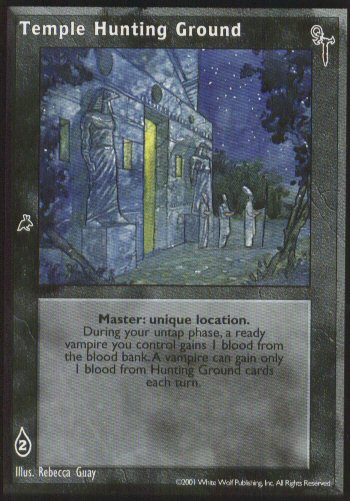 Temple Hunting Ground
Master: unique location.
During your untap phase, a ready
vampire you control gains 1 blood from
the blood bank. A vampire can gain only
1 blood from Hunting Ground cards
each turn.
2
Illus. Rebecca Guay
©2001 White Wolf Publishing, Inc. All Rights Reserved.